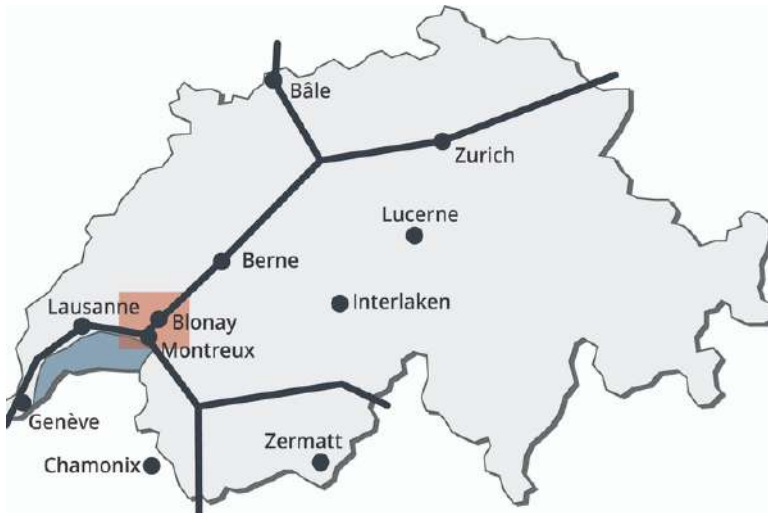 Bâle
Zurich
Lucerne
Berne
Interlaken
Lausanne
Blonay
Montreux
Genève
Zermatt
Chamonix